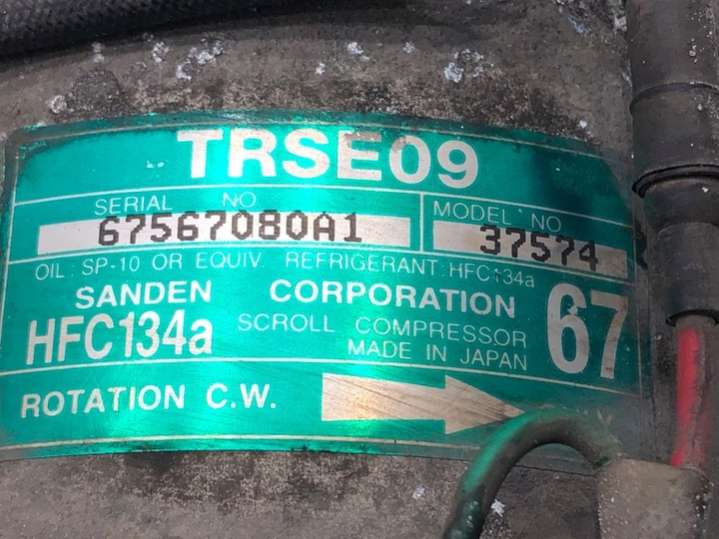 TRSE09
SERIAL NO
67567080A1
MODEL NO
37574
OIL : SP-10 OR EQUIV. REFRIGERANT:HFC134a
SANDEN CORPORATION
67
HFC134a
SCROLL COMPRESSOR
MADE IN JAPAN
ROTATION C.W.